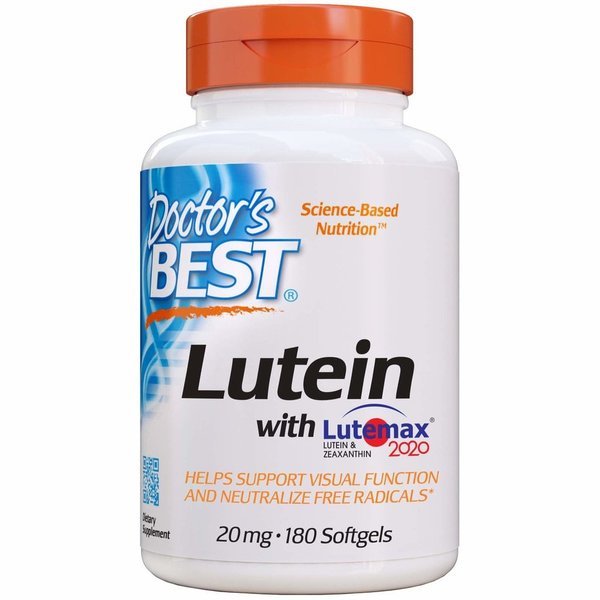 Doctor's
BEST®
Science-Based
Nutrition™
Lutein
with Lutemax®
2020
LUTEIN &
ZEAXANTHIN
HELPS SUPPORT VISUAL FUNCTION
AND NEUTRALIZE FREE RADICALS*
Dietary
Supplement
20 mg • 180 Softgels